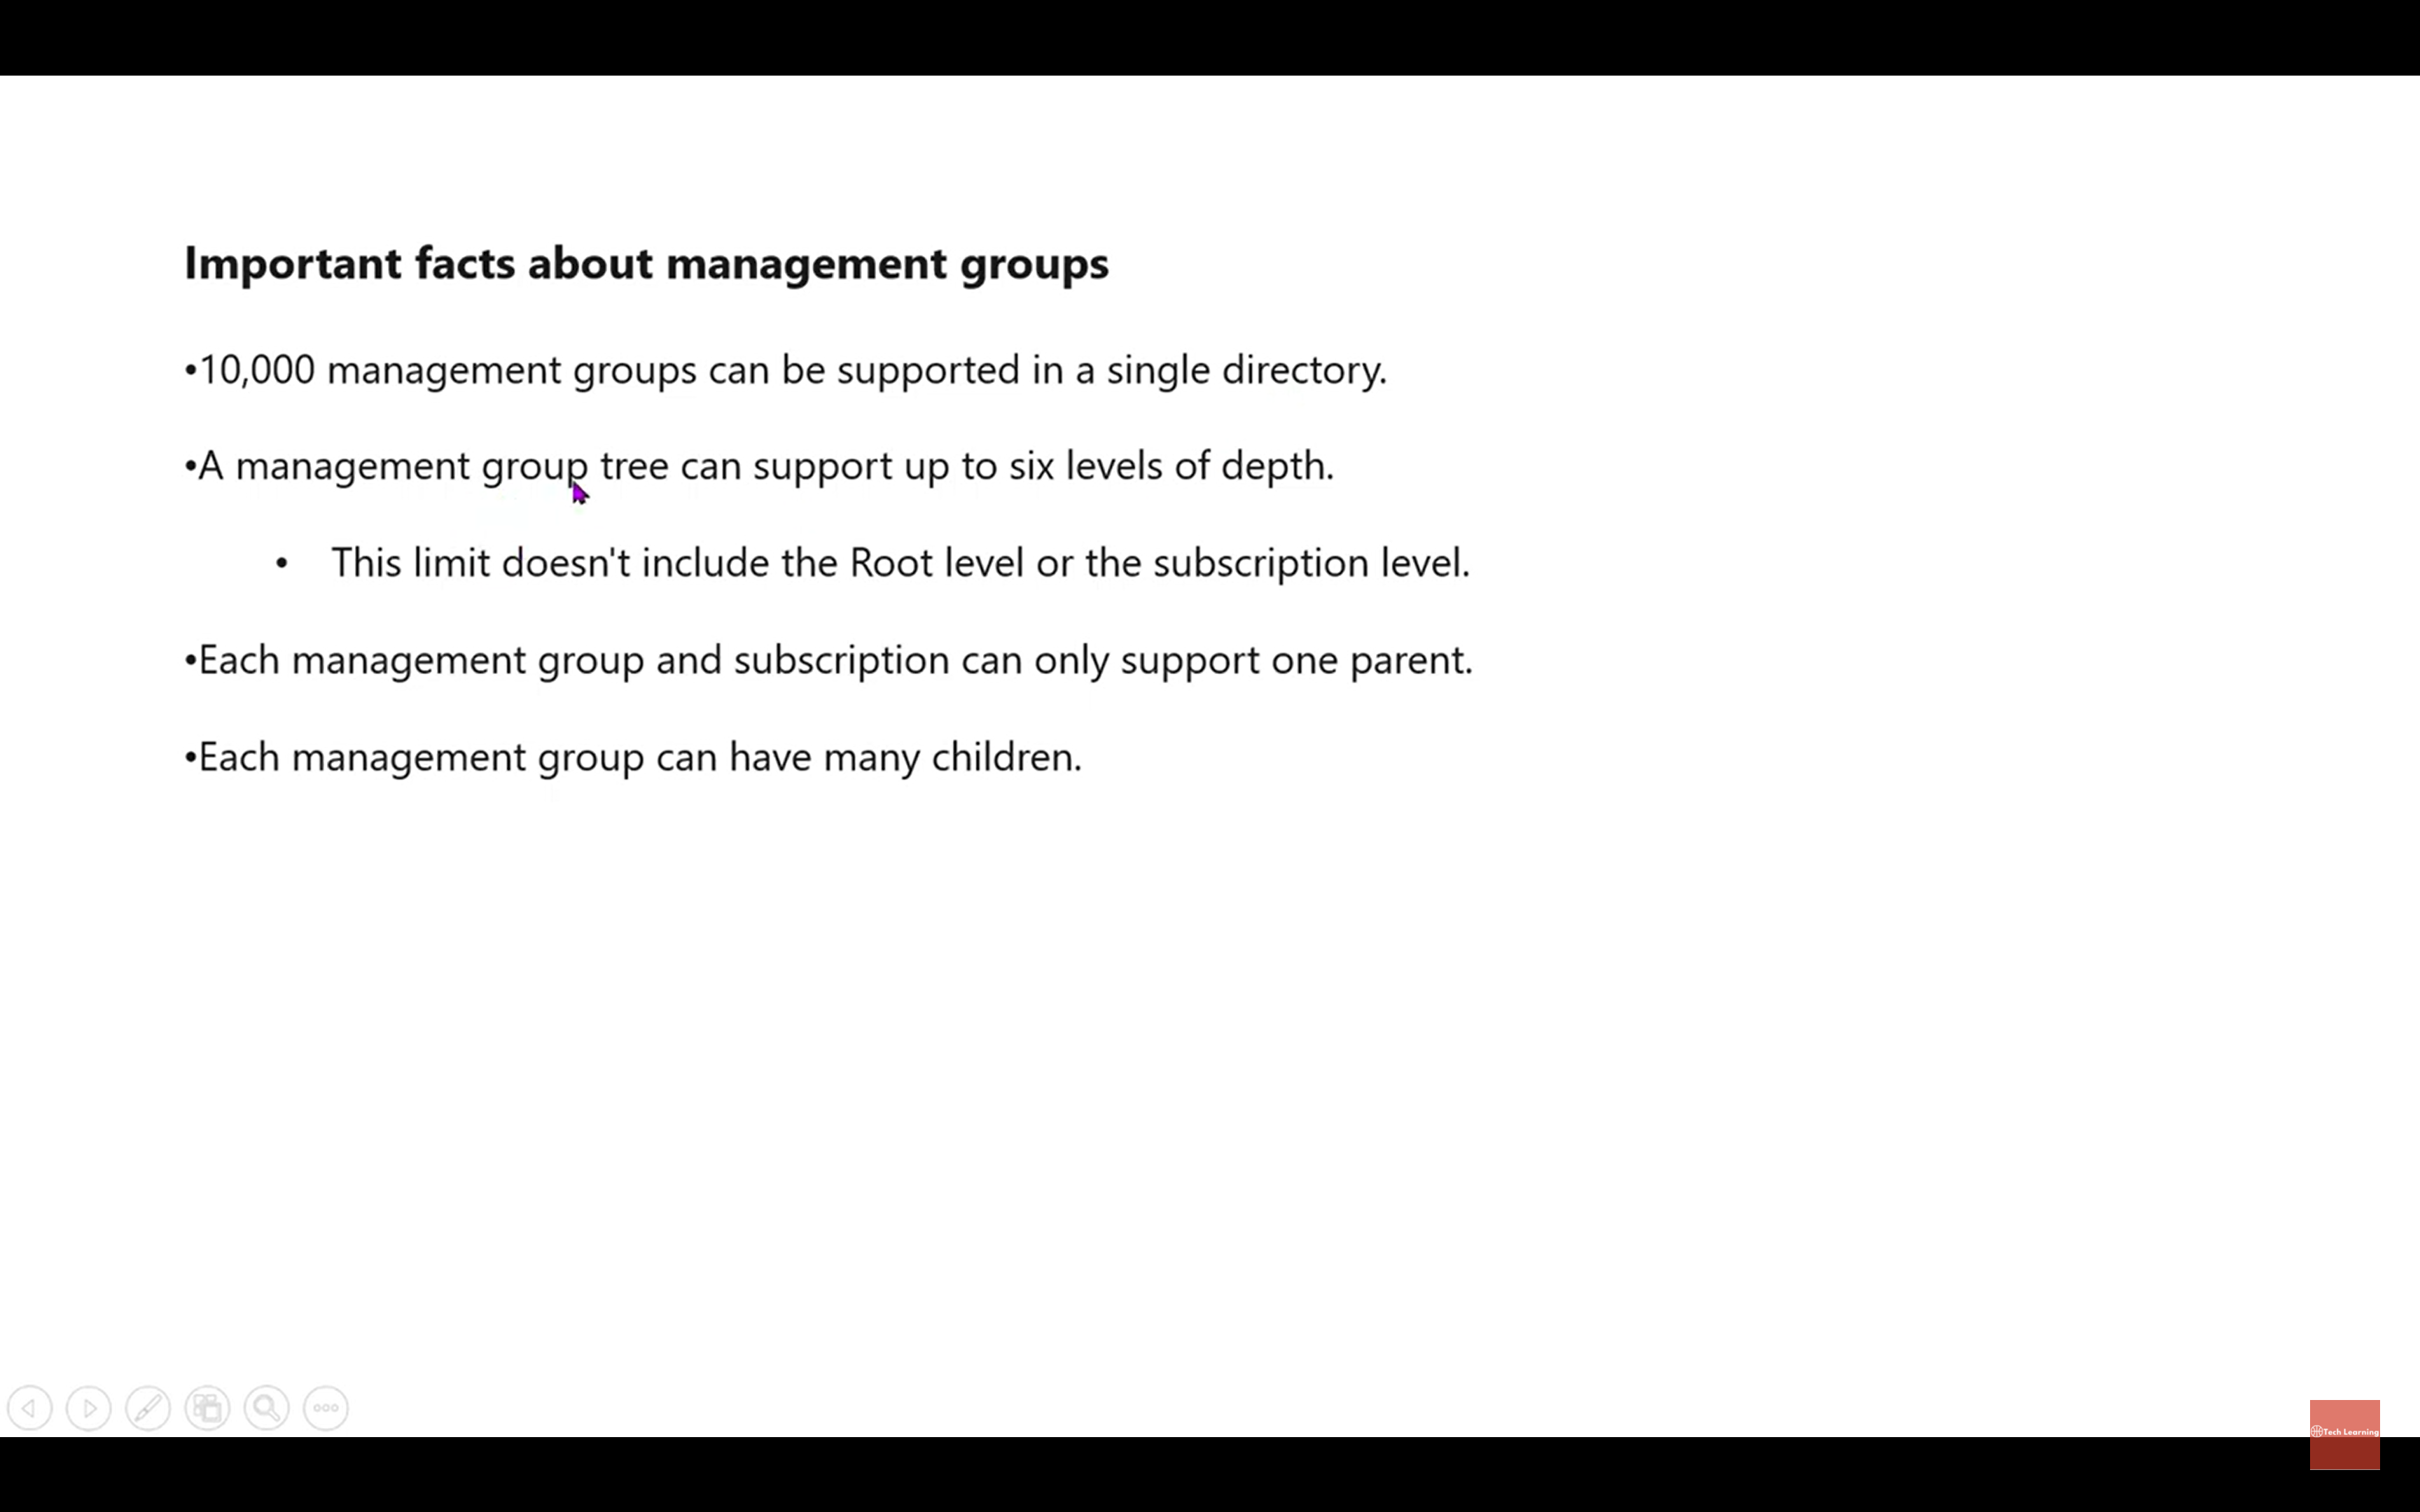 Important facts about management groups
•10,000 management groups can be supported in a single directory.
•A management group tree can support up to six levels of depth.
• This limit doesn't include the Root level or the subscription level.
•Each management group and subscription can only support one parent.
•Each management group can have many children.
Tech Learning